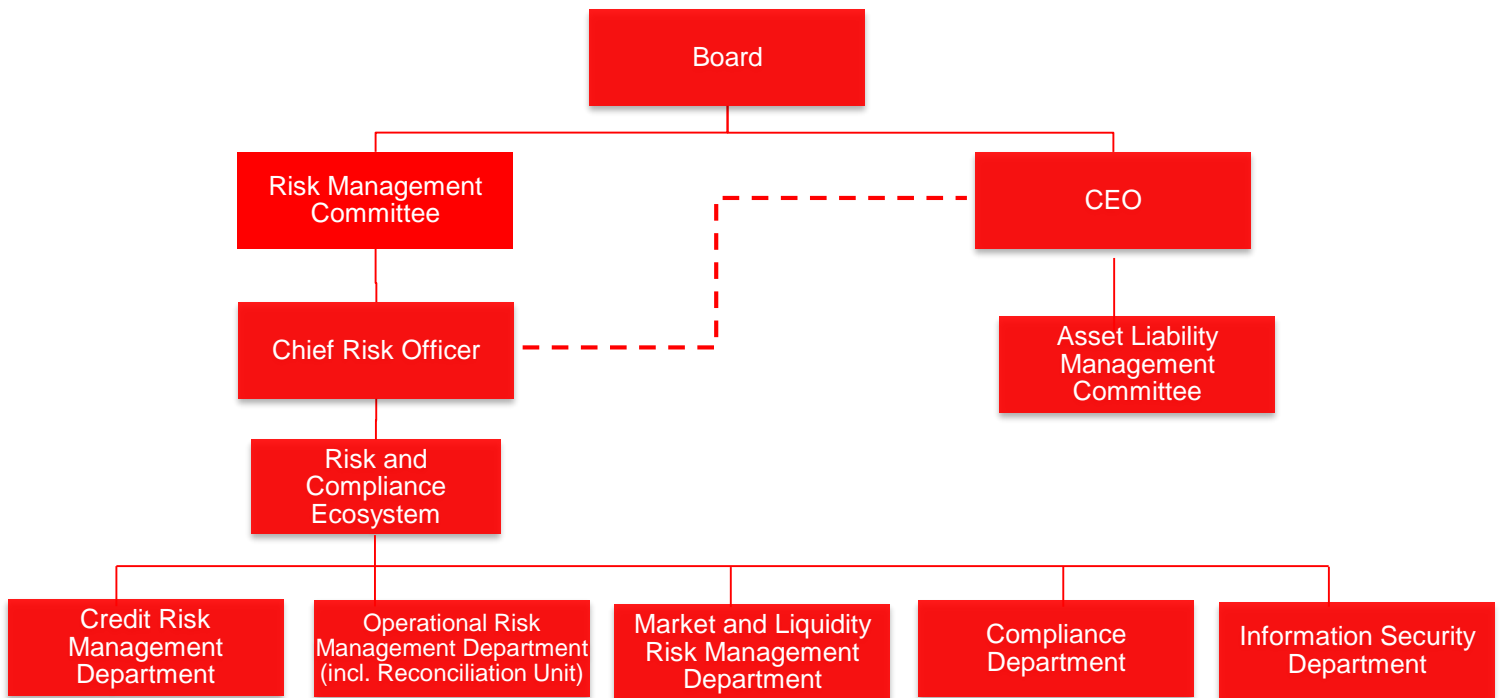 Board
Risk Management
Committee
CEO
Chief Risk Officer
Asset Liability
Management
Committee
Risk and
Compliance
Ecosystem
Credit Risk
Management
Department
Operational Risk
Management Department
(incl. Reconciliation Unit)
Market and Liquidity
Risk Management
Department
Compliance
Department
Information Security
Department